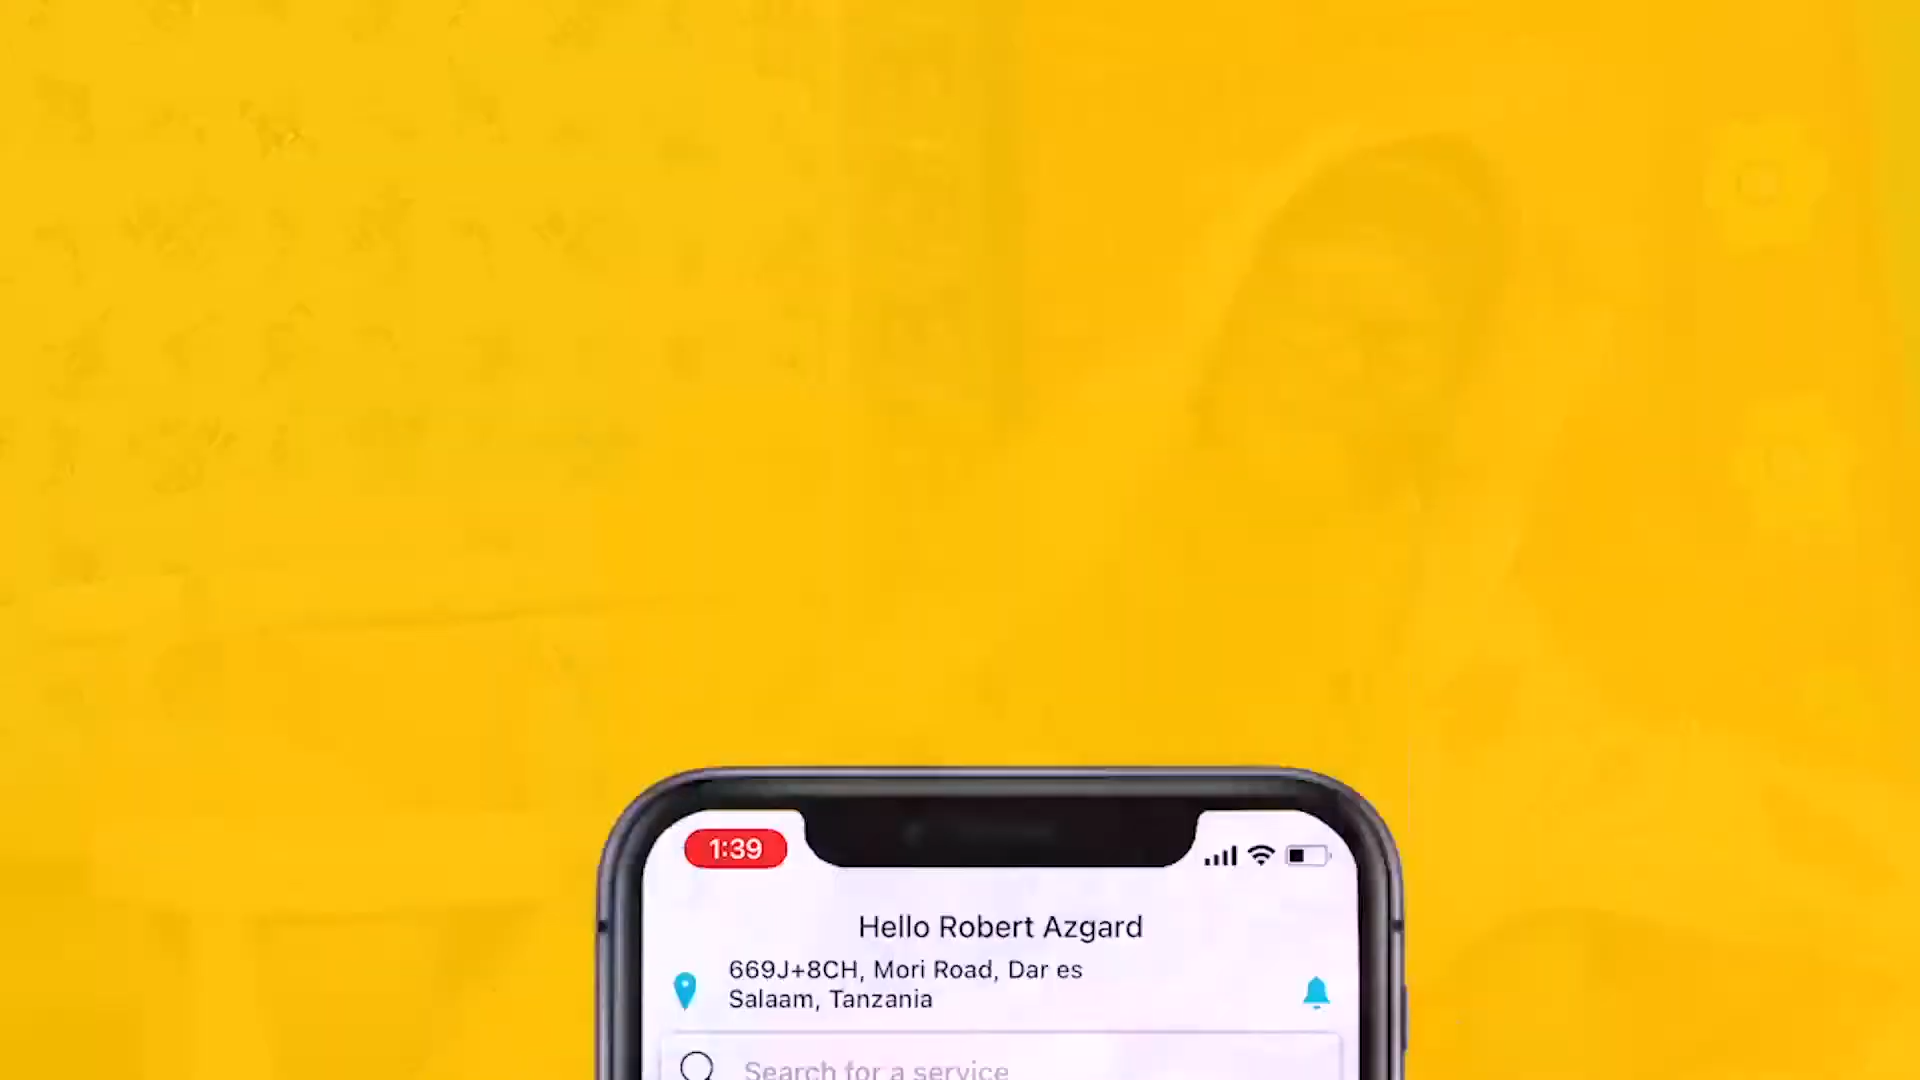 1:39
Hello Robert Azgard
669J+8CH, Mori Road, Dar es
Salaam, Tanzania
Search for a service